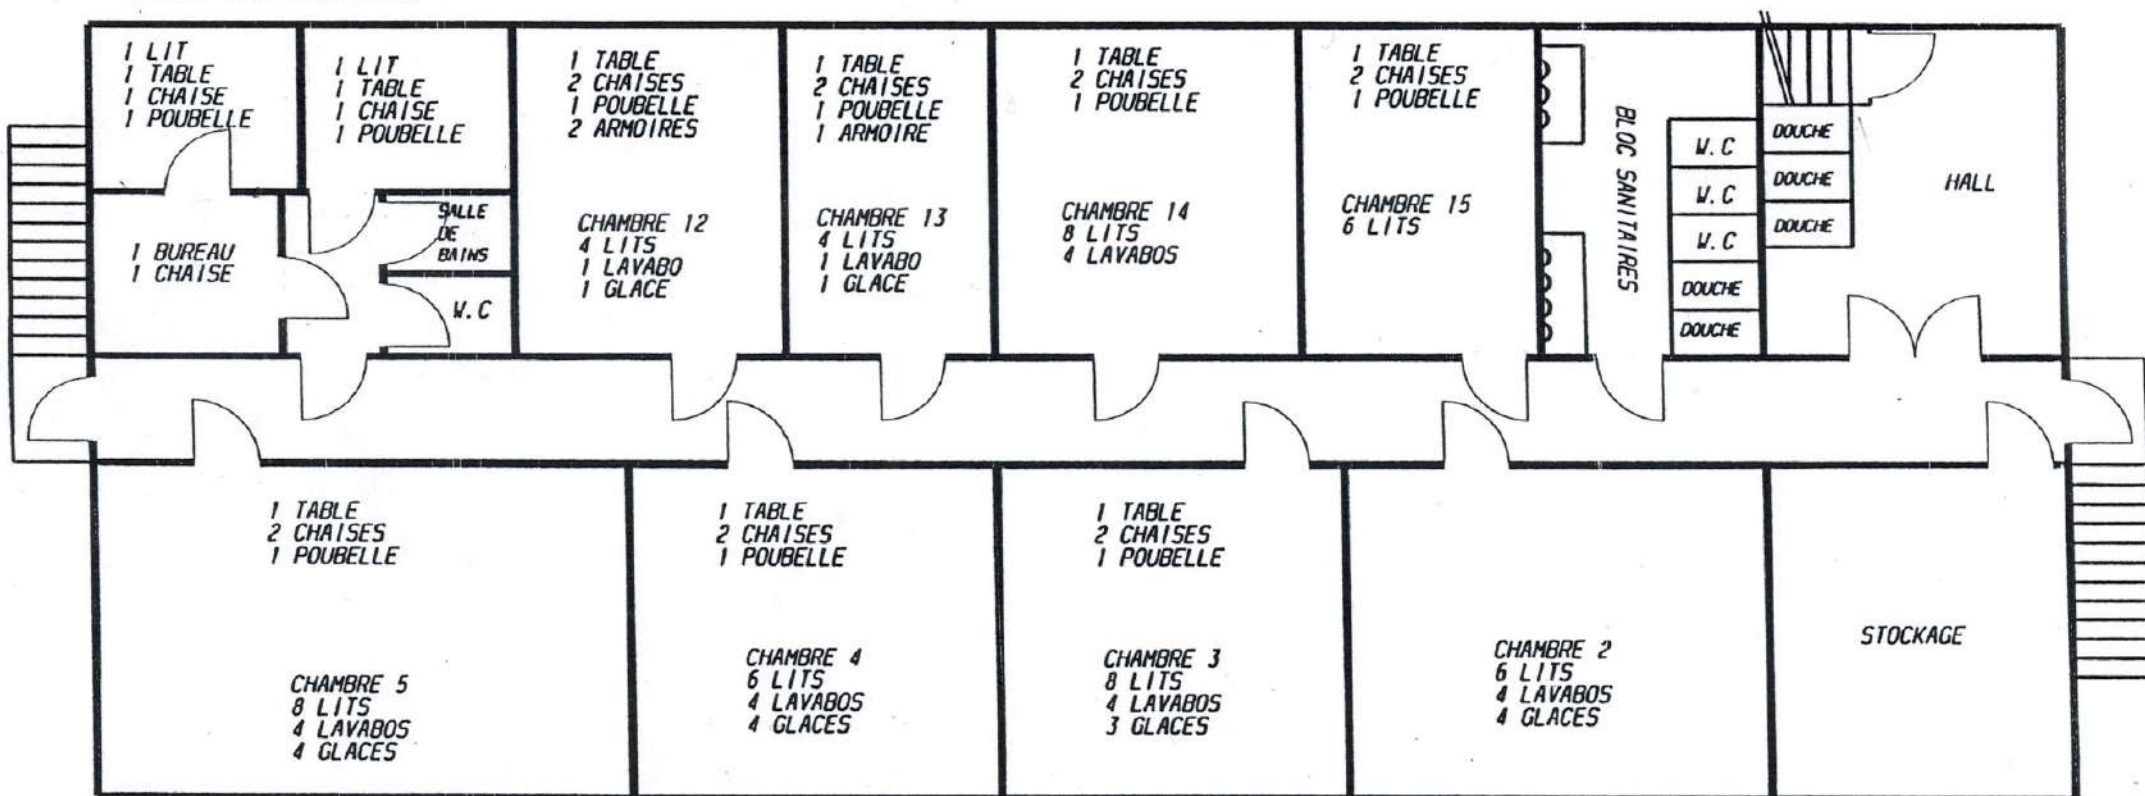 1 LIT
1 TABLE
1 CHAISE
1 POUBELLE
1 LIT
1 TABLE
1 CHAISE
1 POUBELLE
1 TABLE
2 CHAISES
1 POUBELLE
2 ARMOIRES
1 TABLE
2 CHAISES
1 POUBELLE
1 ARMOIRE
1 TABLE
2 CHAISES
1 POUBELLE
1 TABLE
2 CHAISES
1 POUBELLE
1 BUREAU
1 CHAISE
SALLE
DE
BAINS
W.C
CHAMBRE 12
4 LITS
1 LAVABO
1 GLACE
CHAMBRE 13
4 LITS
1 LAVABO
1 GLACE
CHAMBRE 14
8 LITS
4 LAVABOS
CHAMBRE 15
6 LITS
BLOC SANITAIRES
W.C
W.C
W.C
DOUCHE
DOUCHE
DOUCHE
DOUCHE
DOUCHE
HALL
1 TABLE
2 CHAISES
1 POUBELLE
CHAMBRE 5
8 LITS
4 LAVABOS
4 GLACES
1 TABLE
2 CHAISES
1 POUBELLE
CHAMBRE 4
6 LITS
4 LAVABOS
4 GLACES
1 TABLE
2 CHAISES
1 POUBELLE
CHAMBRE 3
8 LITS
4 LAVABOS
3 GLACES
CHAMBRE 2
6 LITS
4 LAVABOS
4 GLACES
STOCKAGE